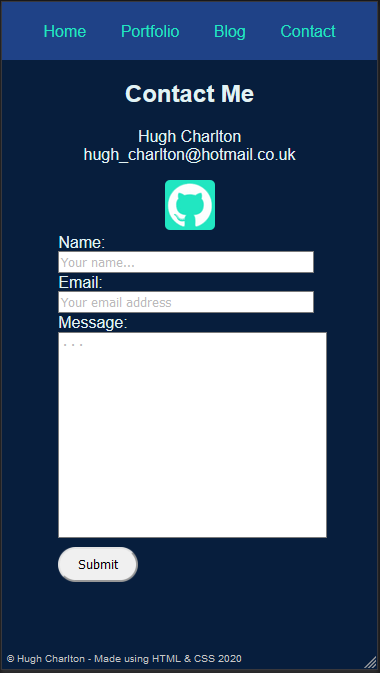 Home Portfolio Blog Contact
Contact Me
Hugh Charlton
hugh_charlton@hotmail.co.uk
Name:
Your name...
Email:
Your email address
Message:
...
Submit
© Hugh Charlton - Made using HTML & CSS 2020